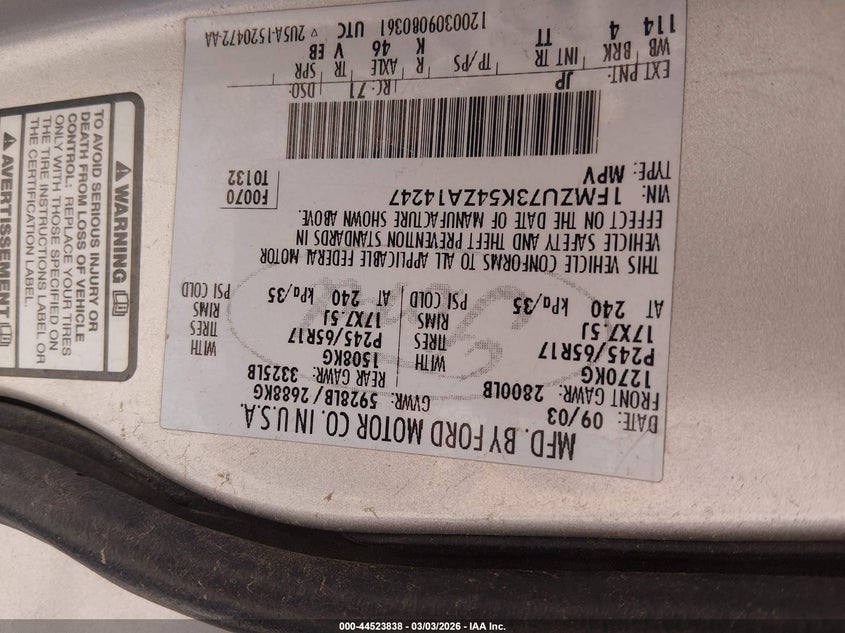 MFD. BY FORD MOTOR CO. IN U.S.A.
DATE: 09/03
GVWR: 5928LB/ 2688KG
FRONT GAWR: 2800LB
REAR GAWR: 3325LB
1270KG
1508KG
WITH
P245/65R17
TIRES
17X7.5J
RIMS
AT 240 kPa/35 PSI COLD
WITH
P245/65R17
TIRES
17X7.5J
RIMS
AT 240 kPa/35 PSI COLD
THIS VEHICLE CONFORMS TO ALL APPLICABLE FEDERAL MOTOR
VEHICLE SAFETY AND THEFT PREVENTION STANDARDS IN
EFFECT ON THE DATE OF MANUFACTURE SHOWN ABOVE.
VIN: 1FMZU73K54ZA14247
TYPE: MPV
F0070
T0132
EXT PNT: JP
RC: 71
DSO:
WB BRK INT TR TP/PS R AXLE TR SPR
114 4 TT K 46 V EB
1200309080361 UTC ▽ 2U5A-1520472-AA
WARNING
TO AVOID SERIOUS INJURY OR
DEATH FROM LOSS OF VEHICLE
CONTROL: REPLACE YOUR TIRES
ONLY WITH THOSE SPECIFIED ON
THE TIRE INSTRUCTIONS LABEL OR
THE CERTIFICATION LABEL.
AVERTISSEMENT
000-44523838 - 03/03/2026 - IAA Inc.